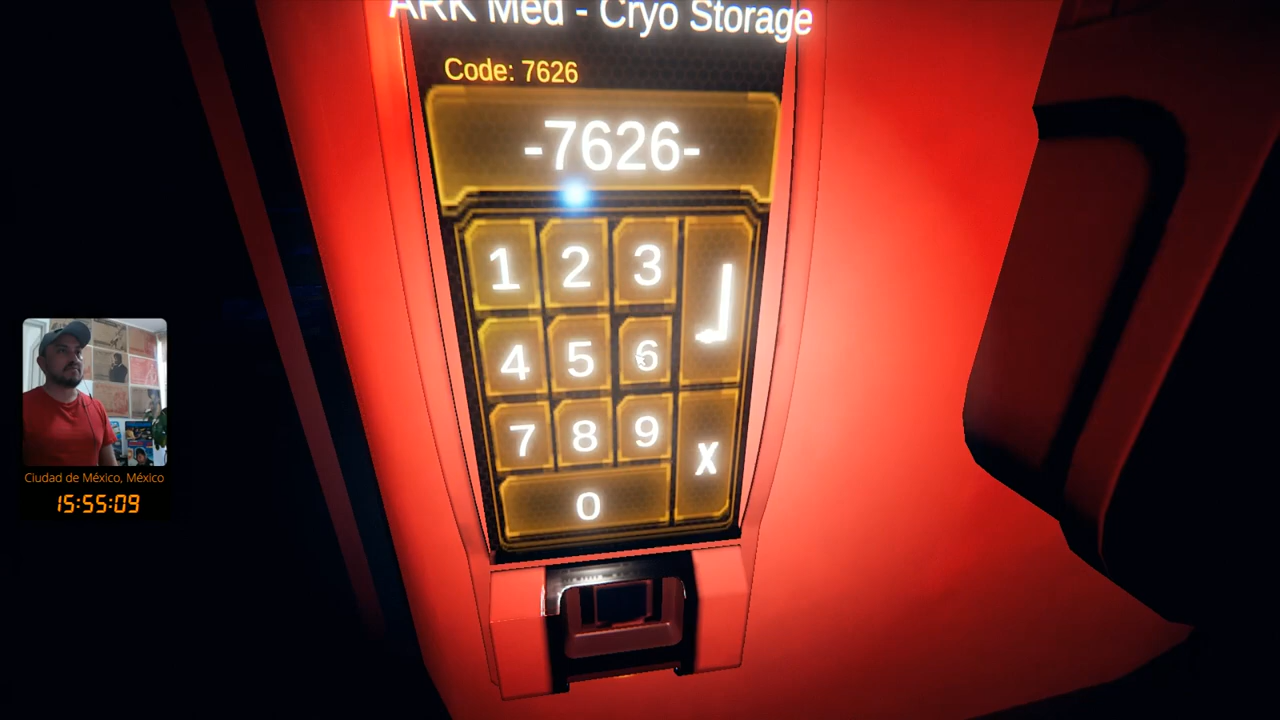 ARK Med - Cryo Storage
Code: 7626
-7626-
1 2 3
4 5 6
7 8 9 X
0
Ciudad de México, México
15:55:09